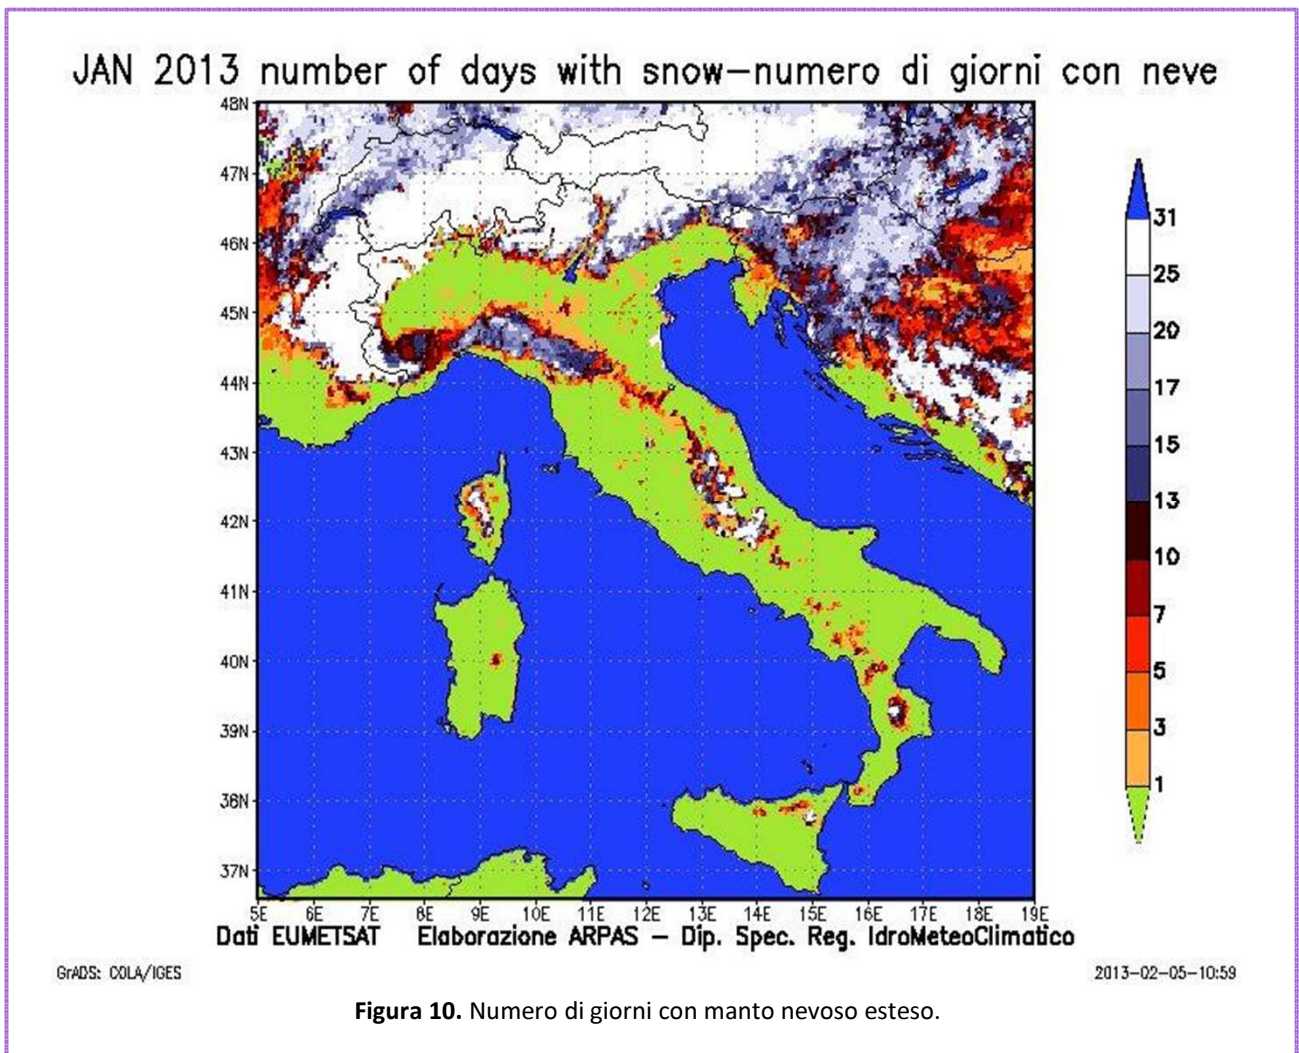 JAN 2013 number of days with snow-numero di giorni con neve
48N
47N
46N
45N
44N
43N
42N
41N
40N
39N
36N
37N
5E 6E 7E 8E 9E 10E 11E 12E 13E 14E 15E 16E 17E 18E 19E
31
25
20
17
15
13
10
7
5
3
1
Dati EUMETSAT Elaborazione ARPAS - Dip. Spec. Reg. IdroMeteoClimatico
GrADS: COLA/IGES 2013-02-05-10:59
Figura 10. Numero di giorni con manto nevoso esteso.